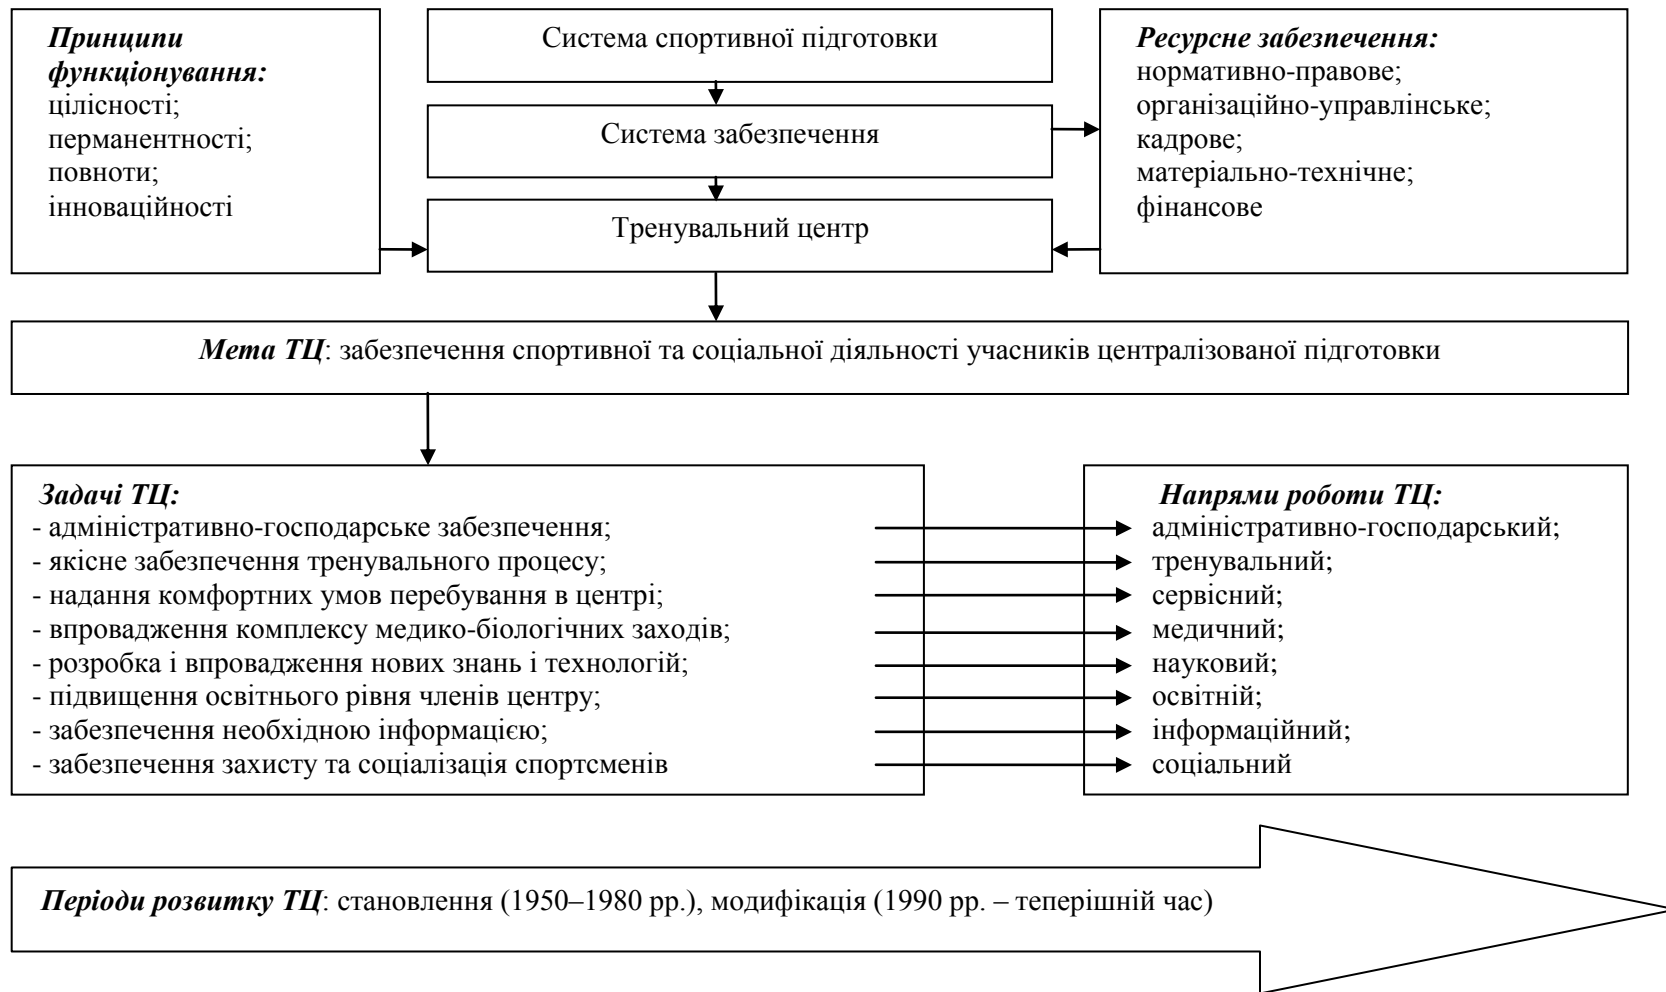 Принципи
функціонування:
цілісності;
перманентності;
повноти;
інноваційності
Система спортивної підготовки
Система забезпечення
Тренувальний центр
Ресурсне забезпечення:
нормативно-правове;
організаційно-управлінське;
кадрове;
матеріально-технічне;
фінансове
Мета ТЦ: забезпечення спортивної та соціальної діяльності учасників централізованої підготовки
Задачі ТЦ:
- адміністративно-господарське забезпечення;
- якісне забезпечення тренувального процесу;
- надання комфортних умов перебування в центрі;
- впровадження комплексу медико-біологічних заходів;
- розробка і впровадження нових знань і технологій;
- підвищення освітнього рівня членів центру;
- забезпечення необхідною інформацією;
- забезпечення захисту та соціалізація спортсменів
Напрями роботи ТЦ:
адміністративно-господарський;
тренувальний;
сервісний;
медичний;
науковий;
освітній;
інформаційний;
соціальний
Періоди розвитку ТЦ: становлення (1950–1980 рр.), модифікація (1990 рр. – теперішній час)